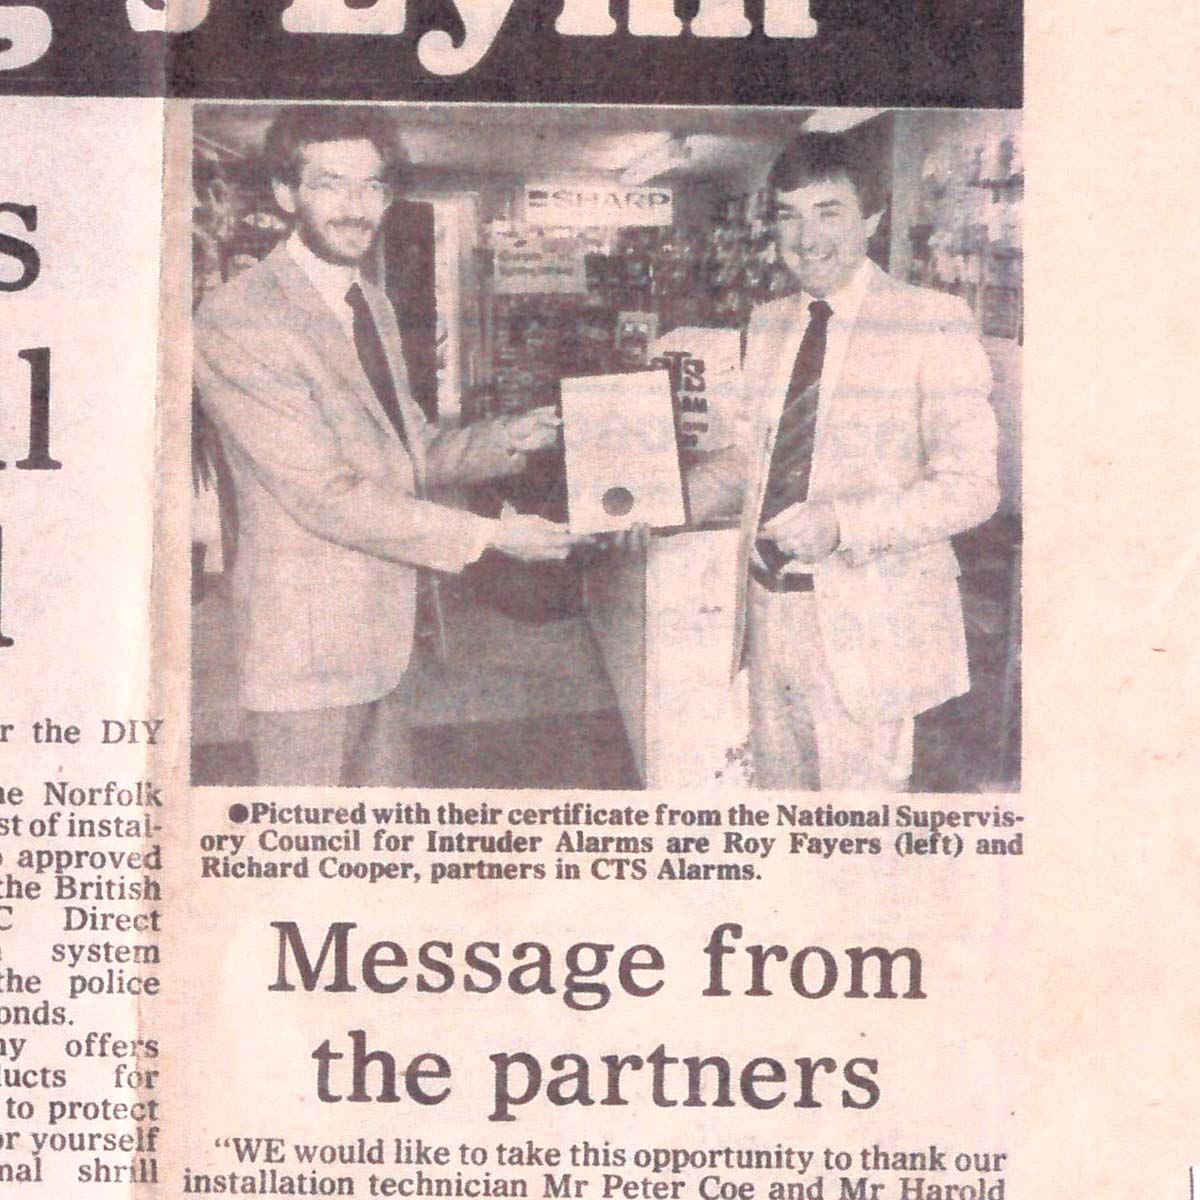 g's Lynn
s
l
l
r the DIY
ne Norfolk
st of instal-
approved
the British
C Direct
system
the police
onds.
ny offers
ducts for
to protect
or yourself
nal shrill
SHARP
CTS
●Pictured with their certificate from the National Supervis-
ory Council for Intruder Alarms are Roy Fayers (left) and
Richard Cooper, partners in CTS Alarms.
Message from
the partners
“WE would like to take this opportunity to thank our
installation technician Mr Peter Coe and Mr Harold